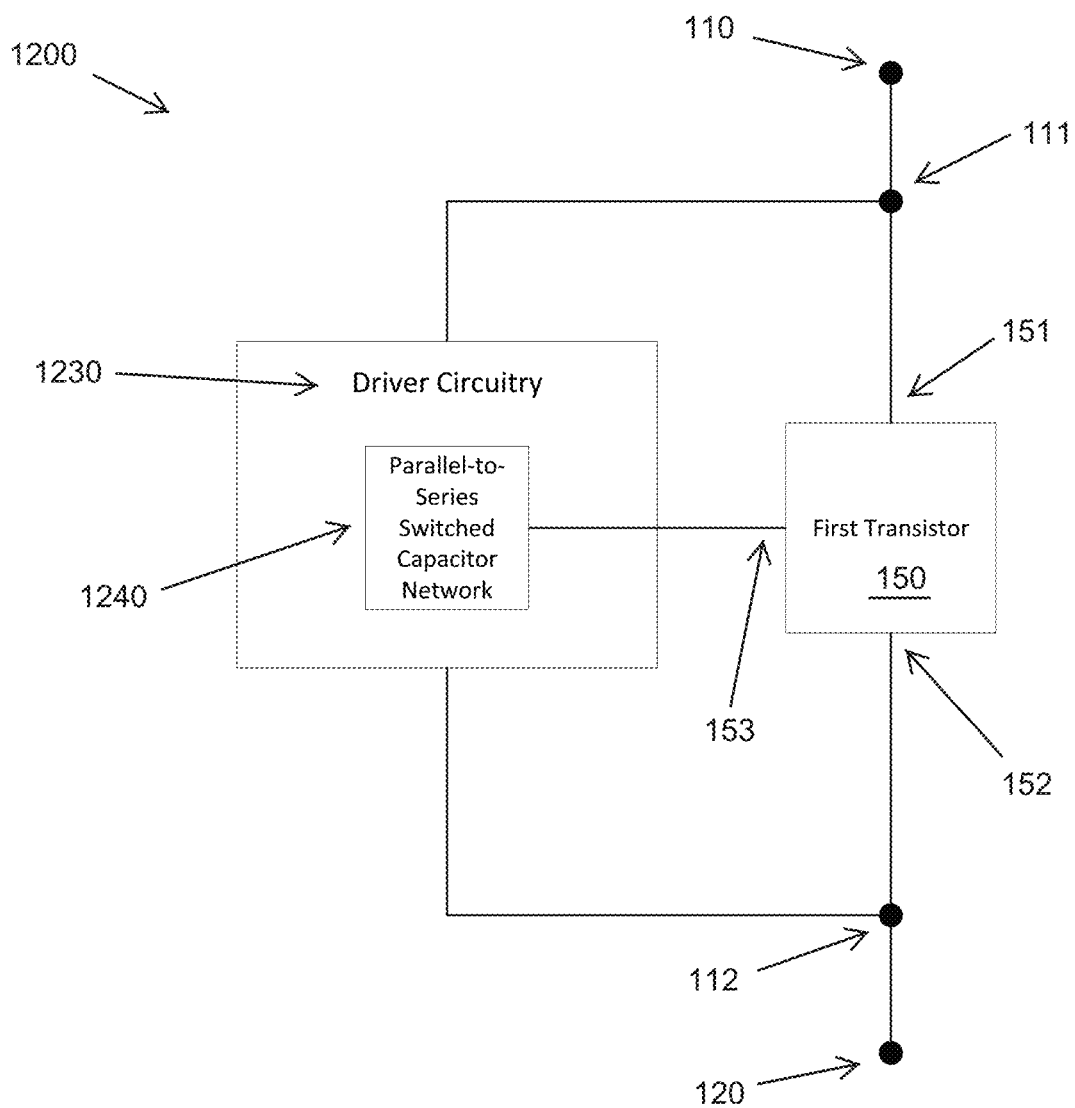 110
1200
111
151
1230
Driver Circuitry
Parallel-to-
Series
Switched
Capacitor
Network
First Transistor
150
1240
153
152
112
120